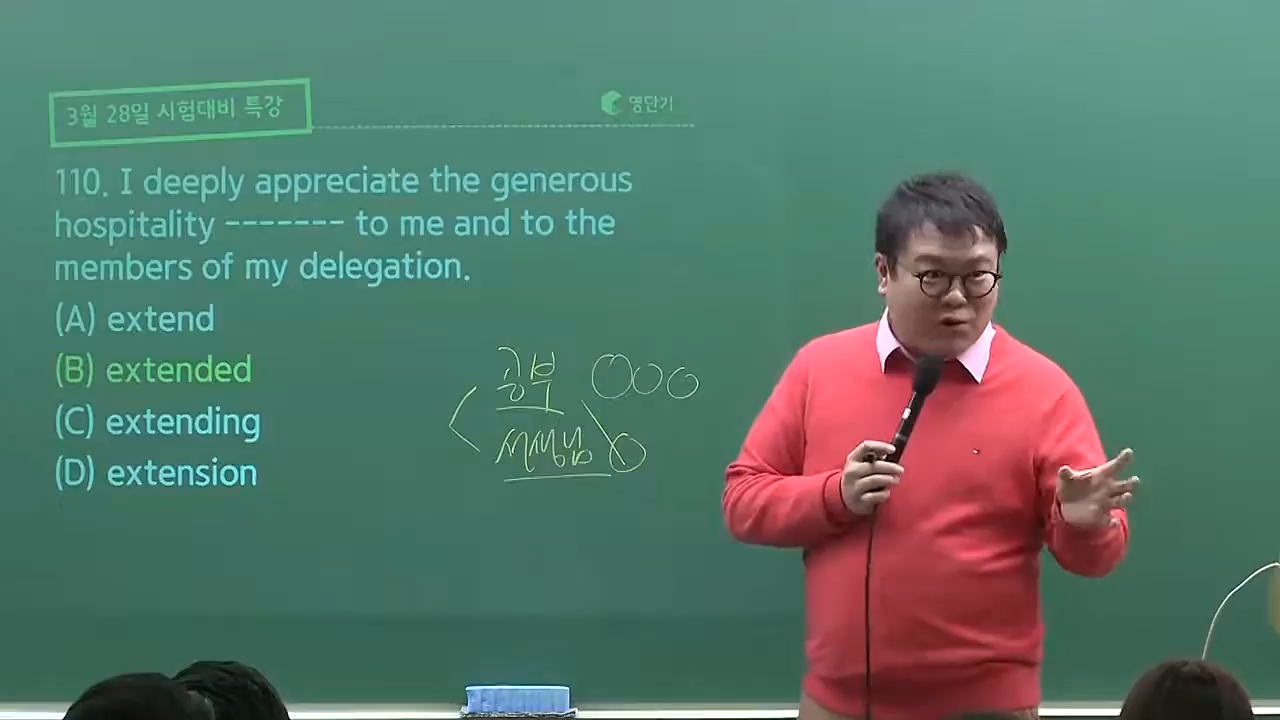 3월 28일 시험대비 특강
영단기
110. I deeply appreciate the generous
hospitality ------- to me and to the
members of my delegation.
(A) extend
(B) extended
(C) extending
(D) extension
공부 OOO
선생님 O